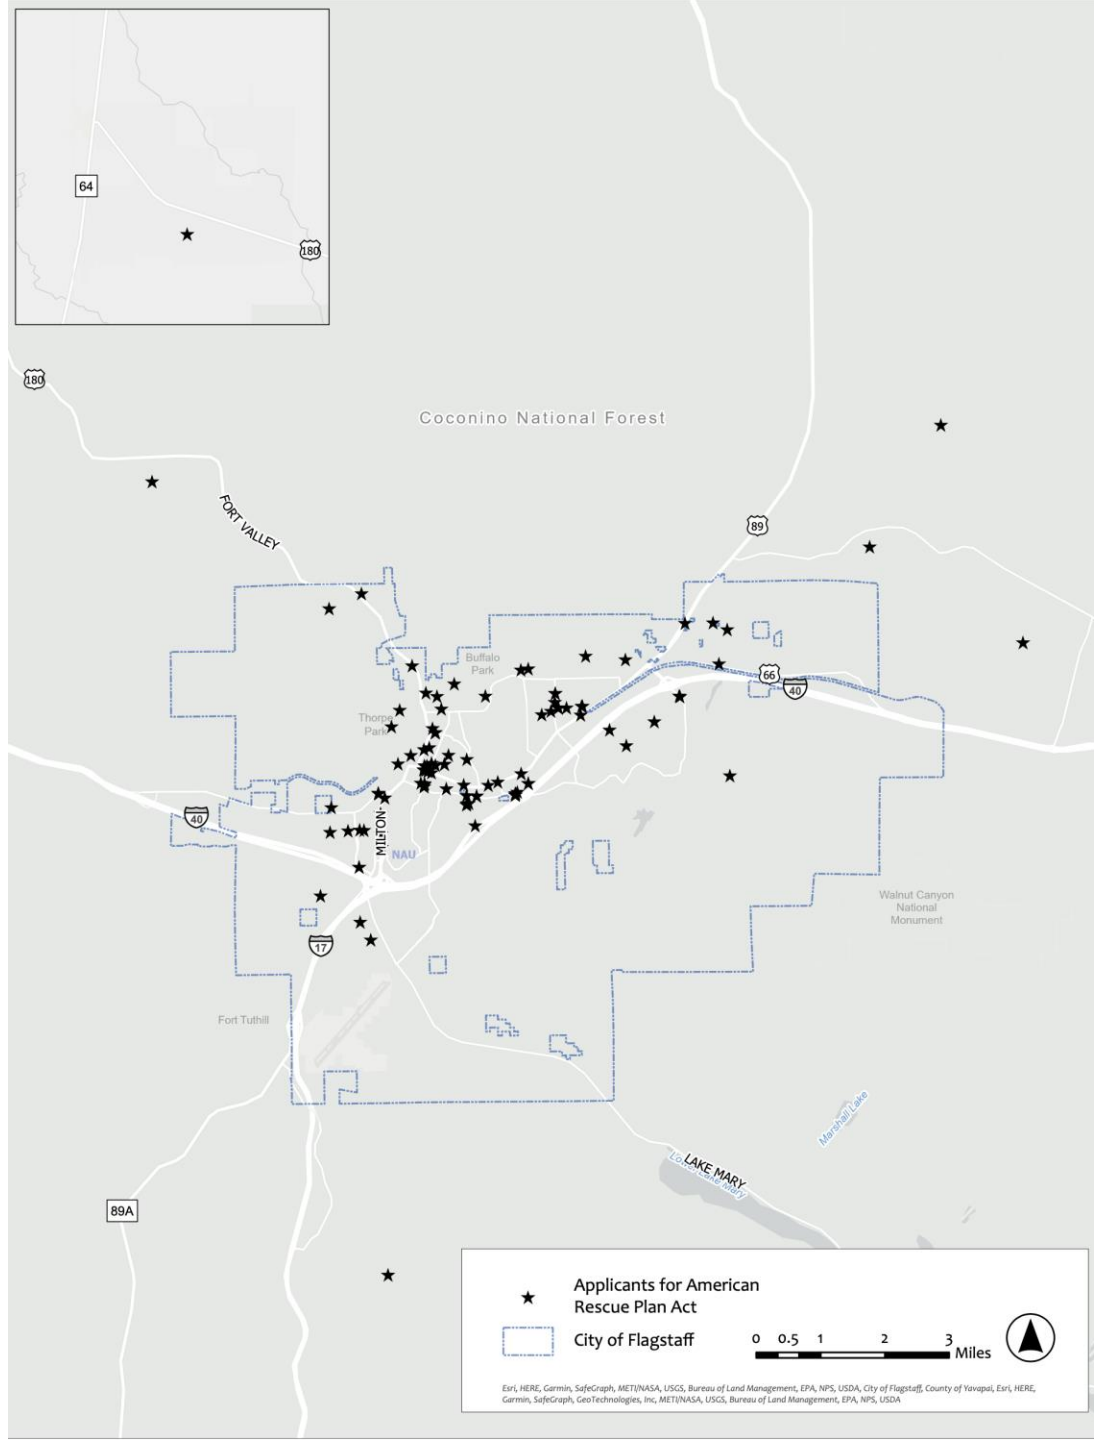 64
180
180
Coconino National Forest
FORT VALLEY
89
Buffalo
Park
66
40
Thorpe
Park
40
MILTON
NAU
Walnut Canyon
National
Monument
17
Fort Tuthill
Marshall Lake
LAKE MARY
Lower Lake Mary
89A
Applicants for American
Rescue Plan Act
City of Flagstaff
0 0.5 1 2 3
Miles
Esri, HERE, Garmin, SafeGraph, METI/NASA, USGS, Bureau of Land Management, EPA, NPS, USDA, City of Flagstaff, County of Yavapai, Esri, HERE,
Garmin, SafeGraph, GeoTechnologies, Inc, METI/NASA, USGS, Bureau of Land Management, EPA, NPS, USDA